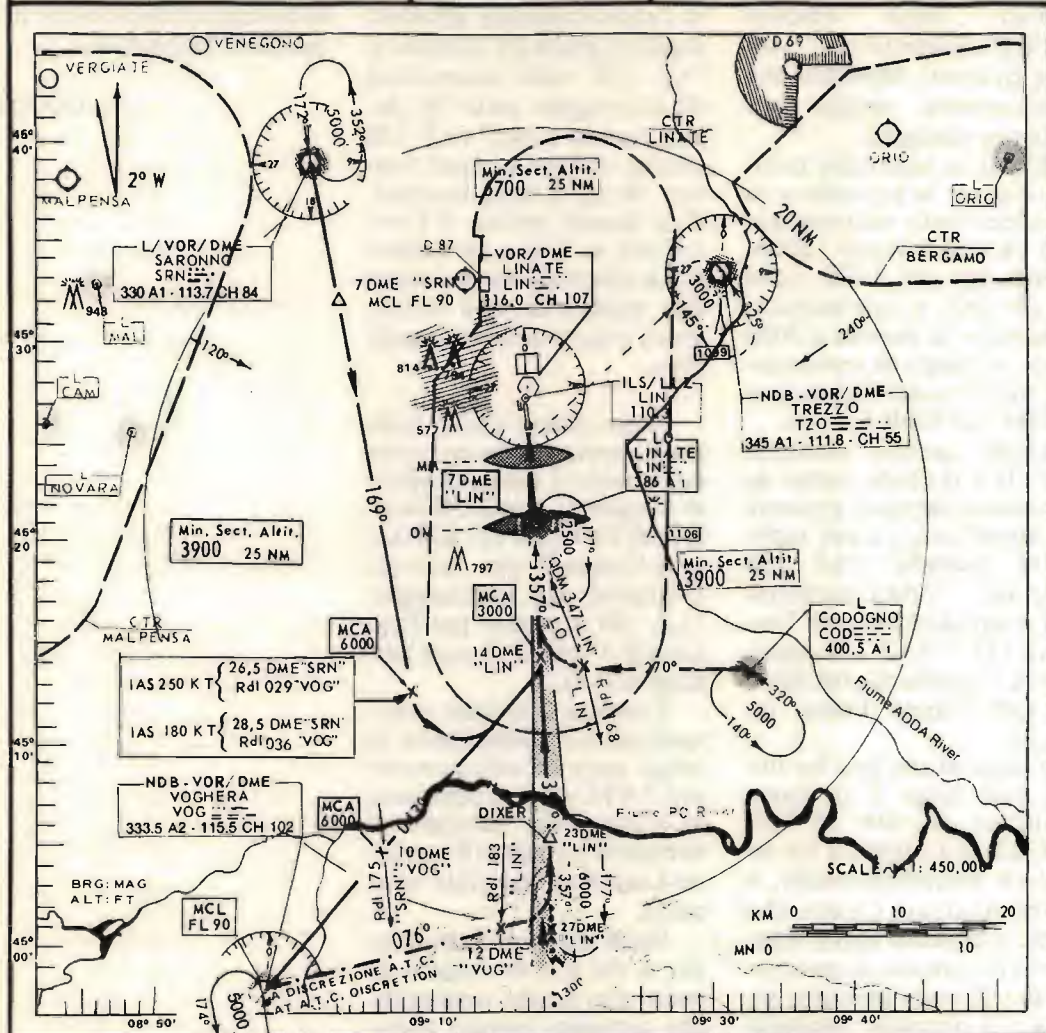 VENEGONO
VERGIATE
MALPENSA
2° W
172°
5000
352°
27
9
18
L/VOR/DME
SARONNO
SRN
330 A1 - 113.7 CH 84
948
L
MAL
L
CAM
L
NOVARA
120°
Min. Sect. Altit.
6700 25 NM
D 87
7 DME "SRN"
MCL FL 90
VOR/DME
LINATE
LIN
116,0 CH 107
814
577
27
ILS/LLZ
LIN
L
LINATE
LIN
386 A1
MM
7 DME
"LIN"
OM
2500
177°
797
D 69
CTR
LINATE
ORIO
L
ORIO
20 NM
CTR
BERGAMO
27
3000
145°
225°
1099
240°
NDB - VOR/DME
TREZZO
TZO
345 A1 - 111.8 - CH 55
1106
169°
Min. Sect. Altit.
3900 25 NM
Min. Sect. Altit.
3900 25 NM
CTR
MALPENSA
MCA
3000
MCA
6000
357°
QDM 347 "LIN"
LO
14 DME
"LIN"
270°
Rdl 168
"LIN"
L
CODOGNO
COD
400,5 A1
320°
5000
140°
Fiume ADDA River
IAS 250 KT
26,5 DME "SRN"
Rdl 029 "VOG"
IAS 180 KT
28,5 DME "SRN"
Rdl 036 "VOG"
NDB - VOR/DME
VOGHERA
VOG
333.5 A2 - 115.5 CH 102
MCA
6000
DIXER
Fiume PO River
23 DME
"LIN"
036°
10 DME
"VOG"
Rdl 175
"SRN"
Rdl 183
"LIN"
6000
357°
177°
27 DME
"LIN"
12 DME
"VOG"
130°
BRG: MAG
ALT: FT
MCL
FL 90
076°
A DISCREZIONE A.T.C.
AT A.T.C. DISCRETION
174°
5000
SCALE 1: 450,000
KM 0 10 20
MN 0 10
45°
40'
45°
30'
20'
45°
10'
45°
00'
08° 50'
09° 10'
09° 30'
09° 40'